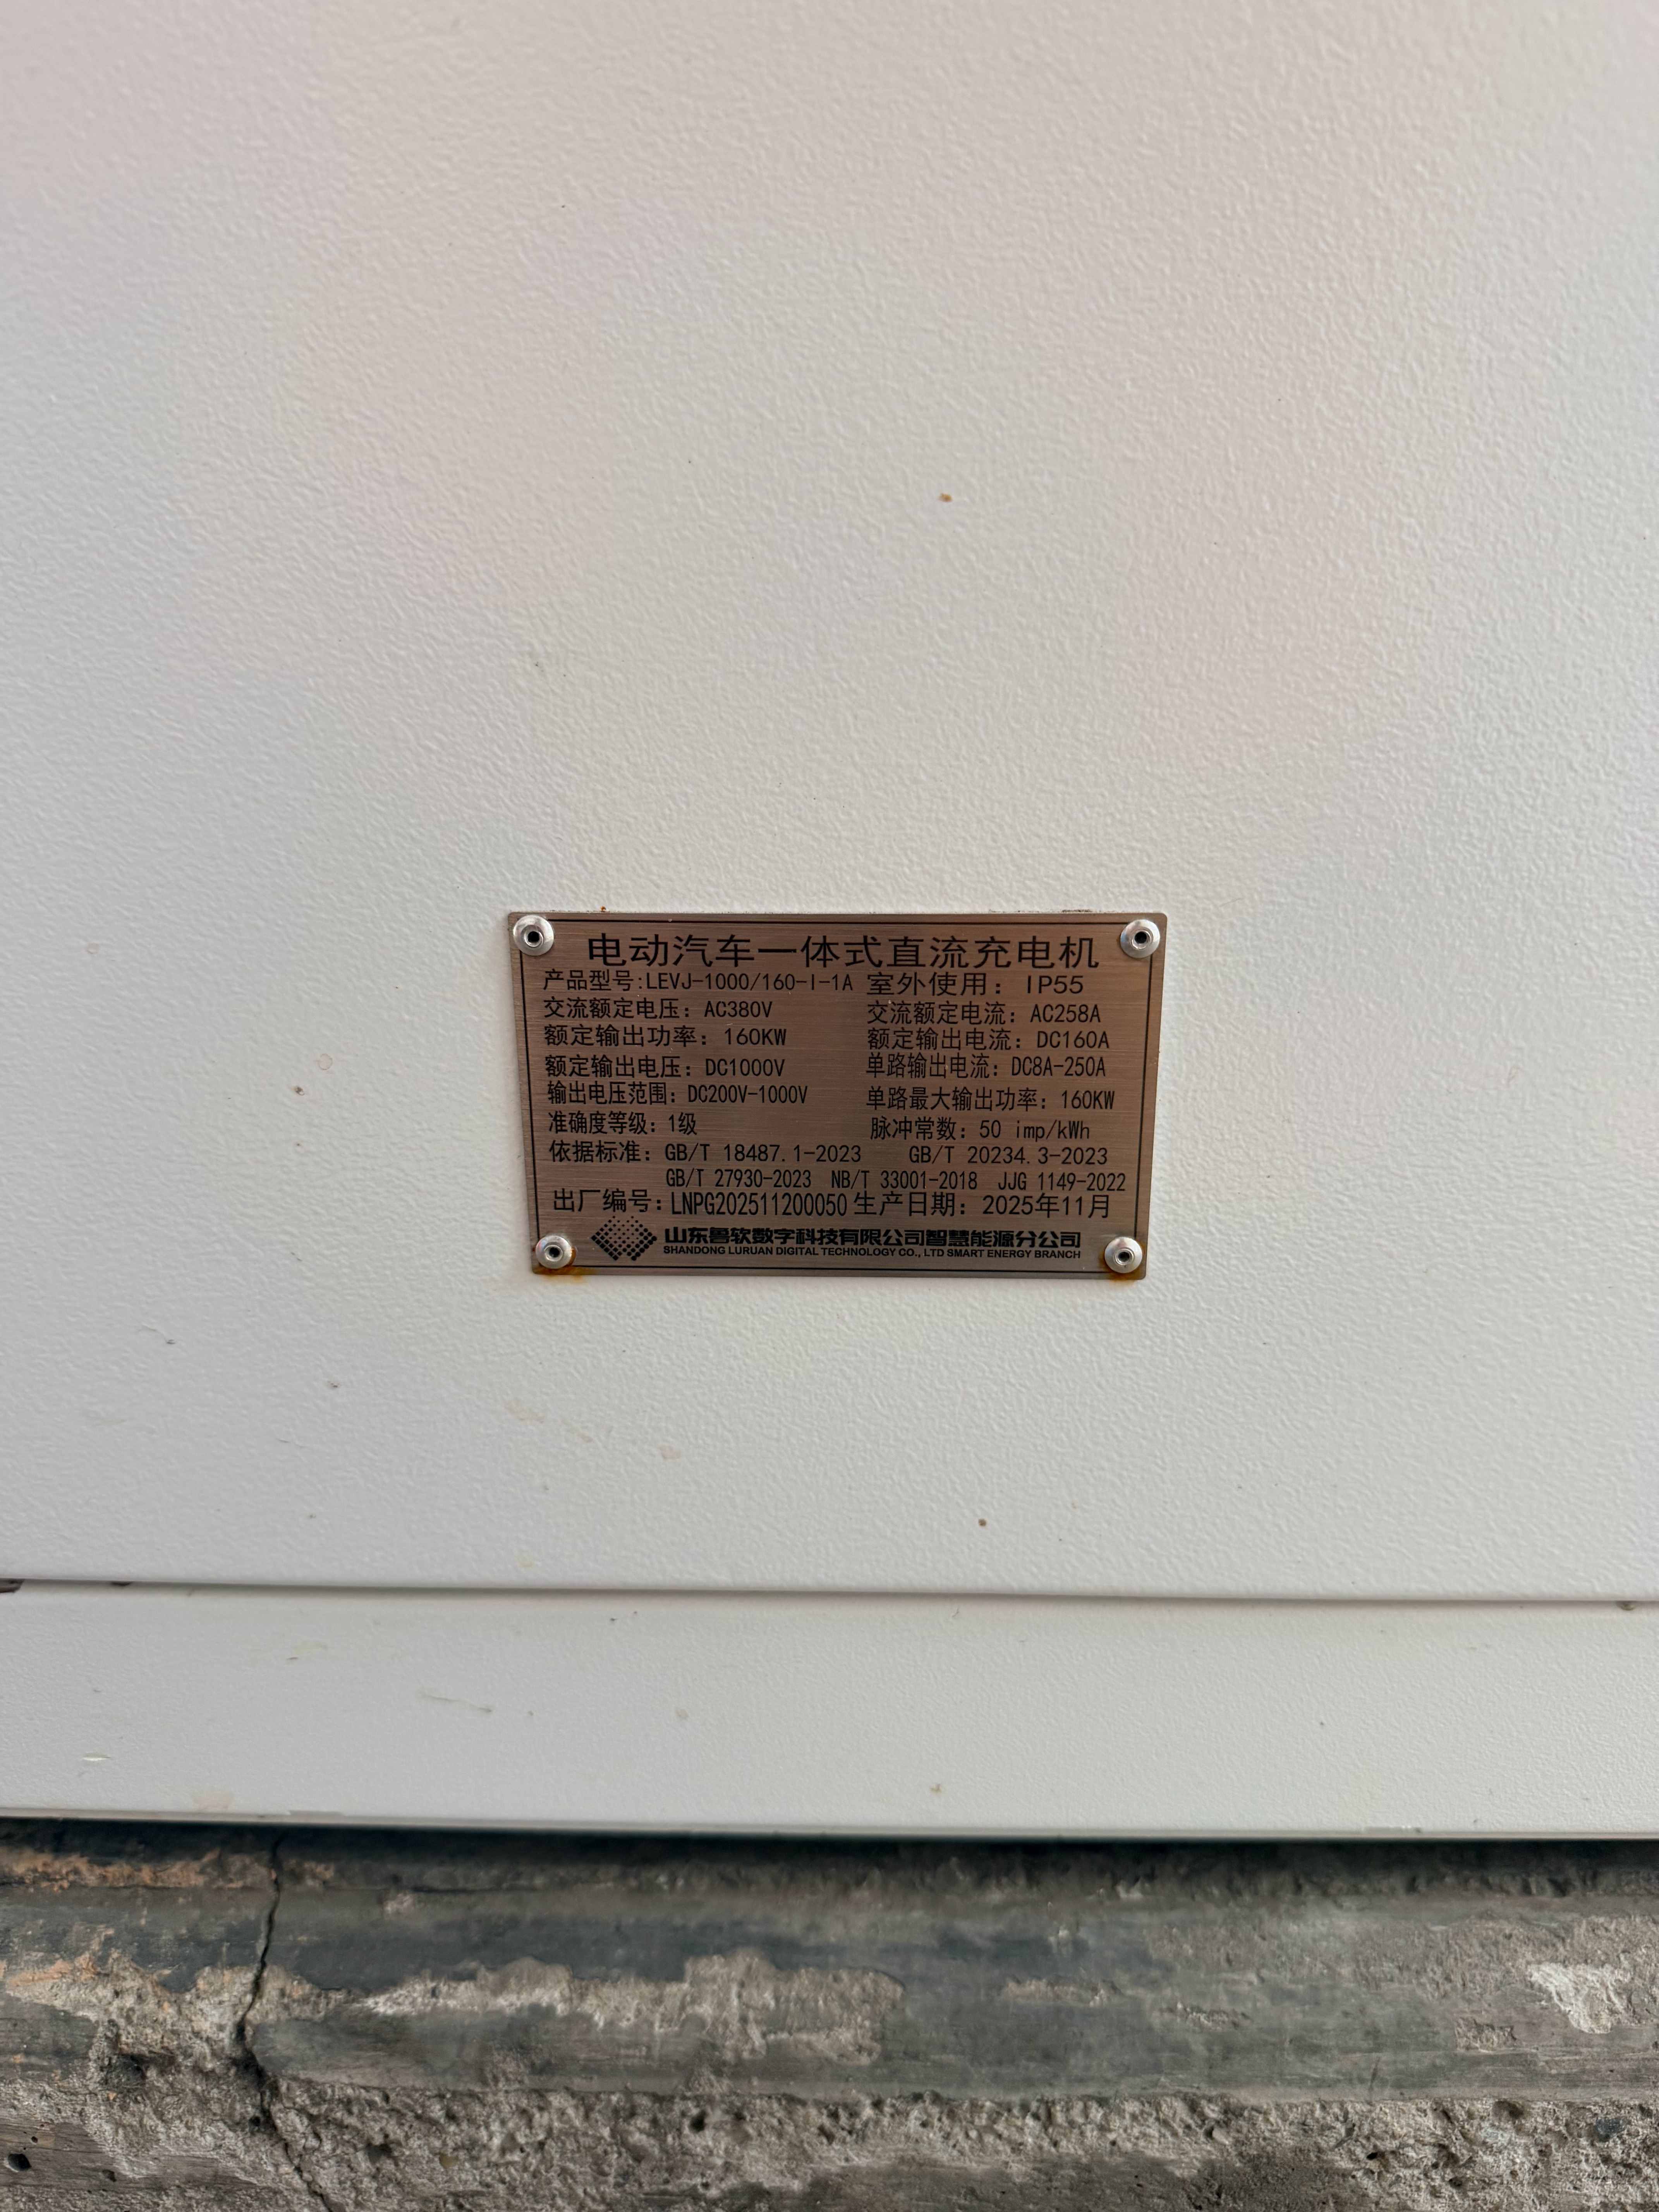 电动汽车一体式直流充电机
产品型号:LEVJ-1000/160-I-1A 室外使用：IP55
交流额定电压：AC380V 交流额定电流：AC258A
额定输出功率：160KW 额定输出电流：DC160A
额定输出电压：DC1000V 单路输出电流：DC8A-250A
输出电压范围：DC200V-1000V 单路最大输出功率：160KW
准确度等级：1级 脉冲常数：50 imp/kWh
依据标准：GB/T 18487.1-2023 GB/T 20234.3-2023
GB/T 27930-2023 NB/T 33001-2018 JJG 1149-2022
出厂编号：LNPG202511200050 生产日期：2025年11月
山东鲁软数字科技有限公司智慧能源分公司
SHANDONG LURUAN DIGITAL TECHNOLOGY CO., LTD SMART ENERGY BRANCH